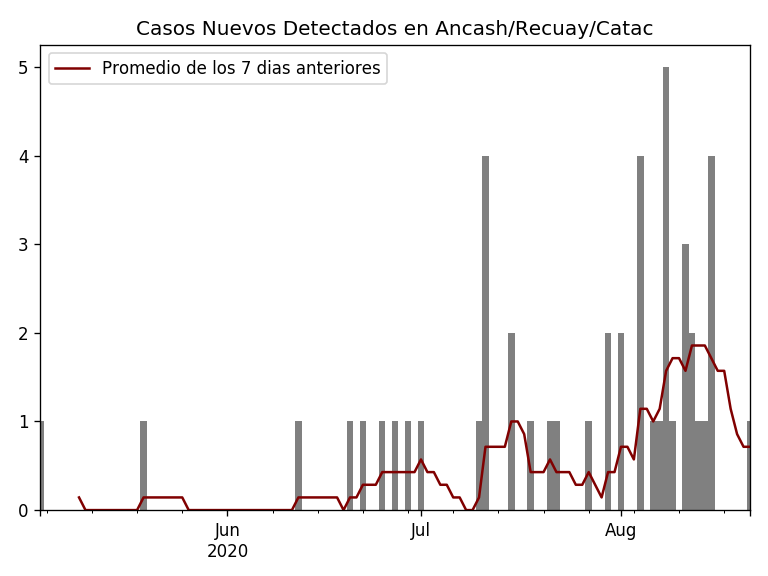 Casos Nuevos Detectados en Ancash/Recuay/Catac
Promedio de los 7 dias anteriores
5
4
3
2
1
0
Jun
2020
Jul
Aug